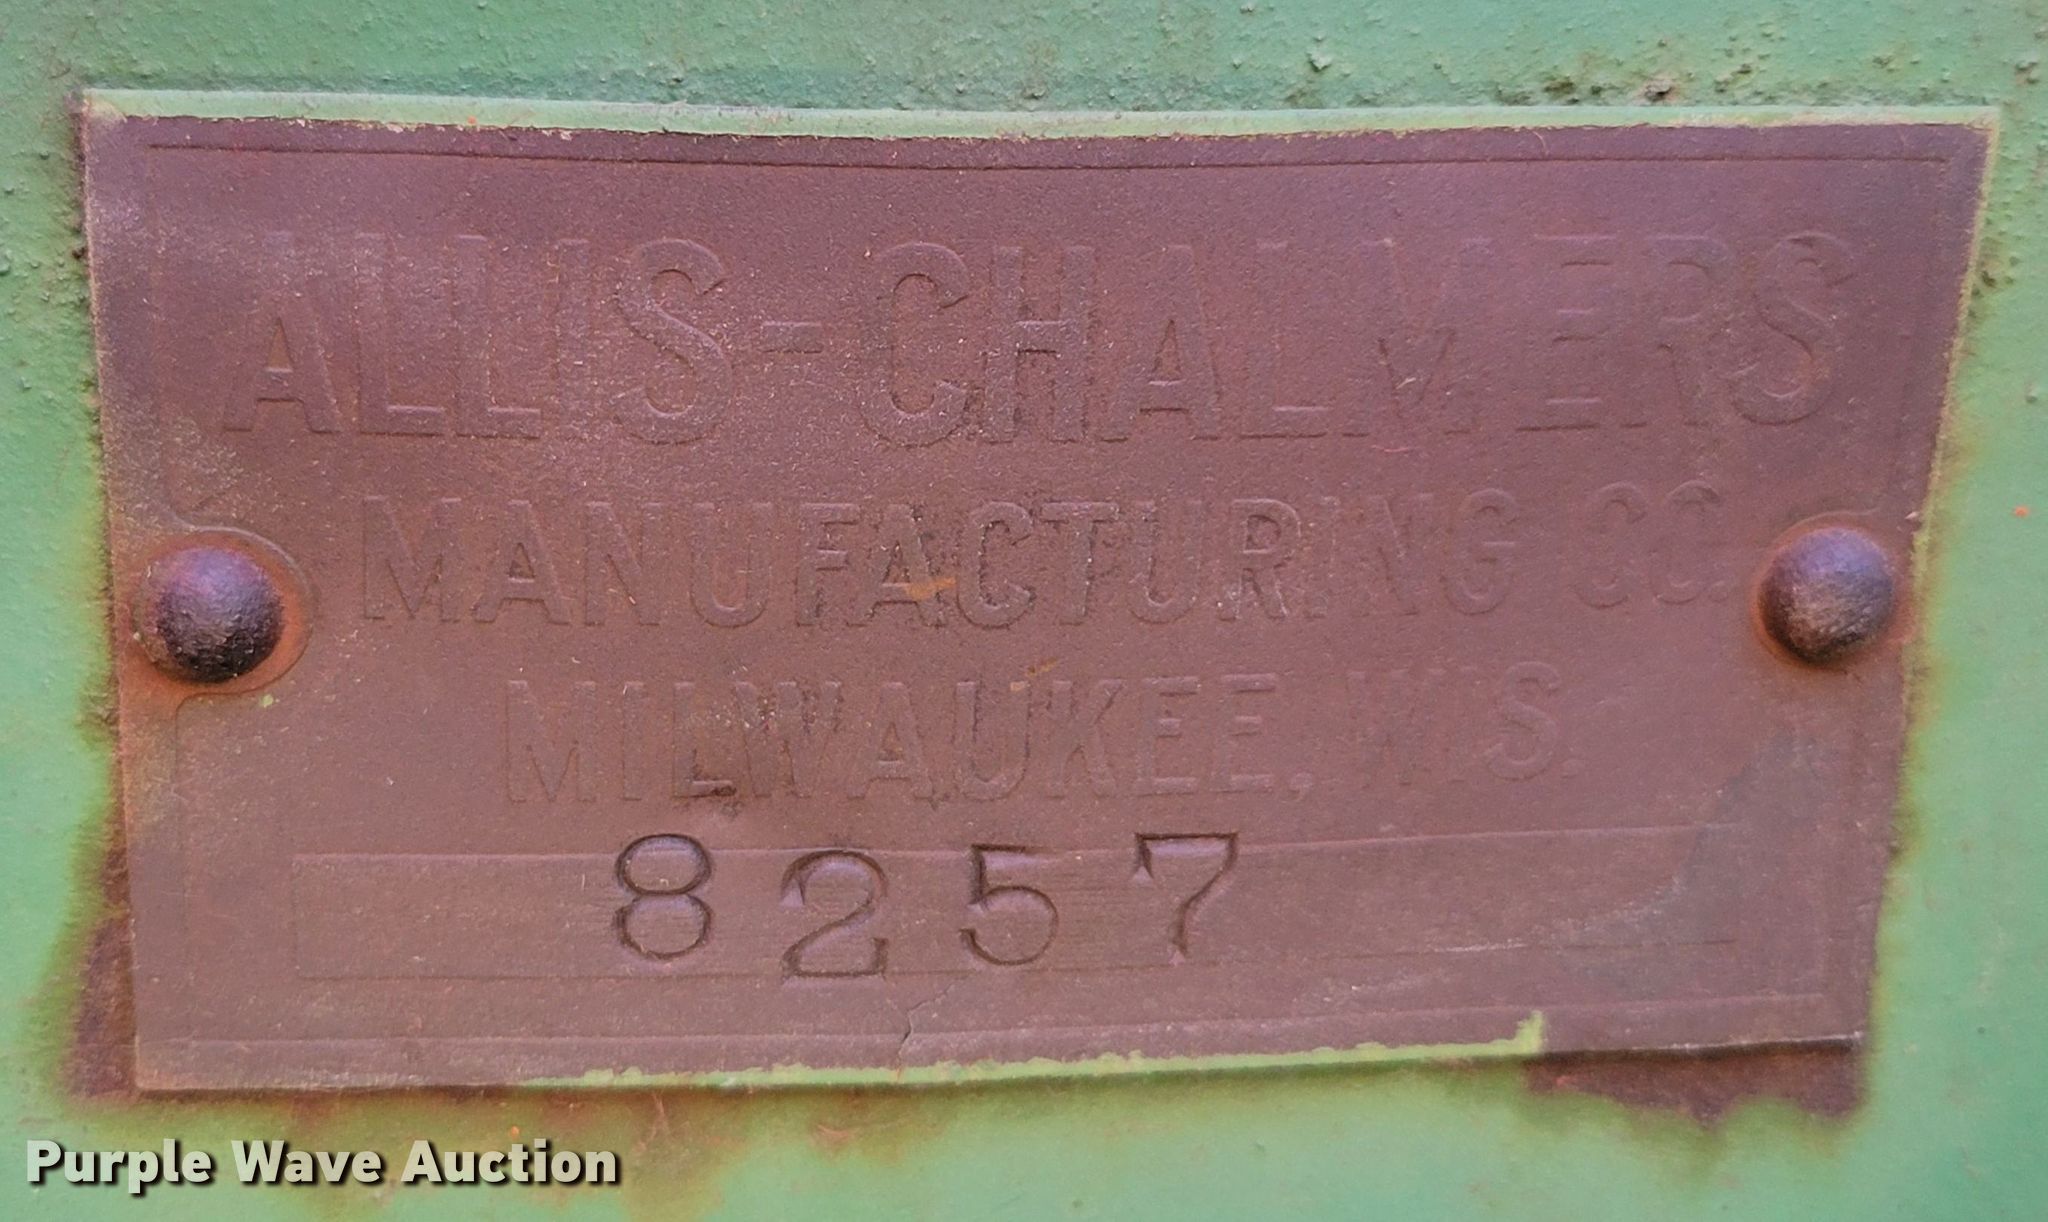 ALLIS-CHALMERS
MANUFACTURING CO.
MILWAUKEE, WIS.
8257
Purple Wave Auction